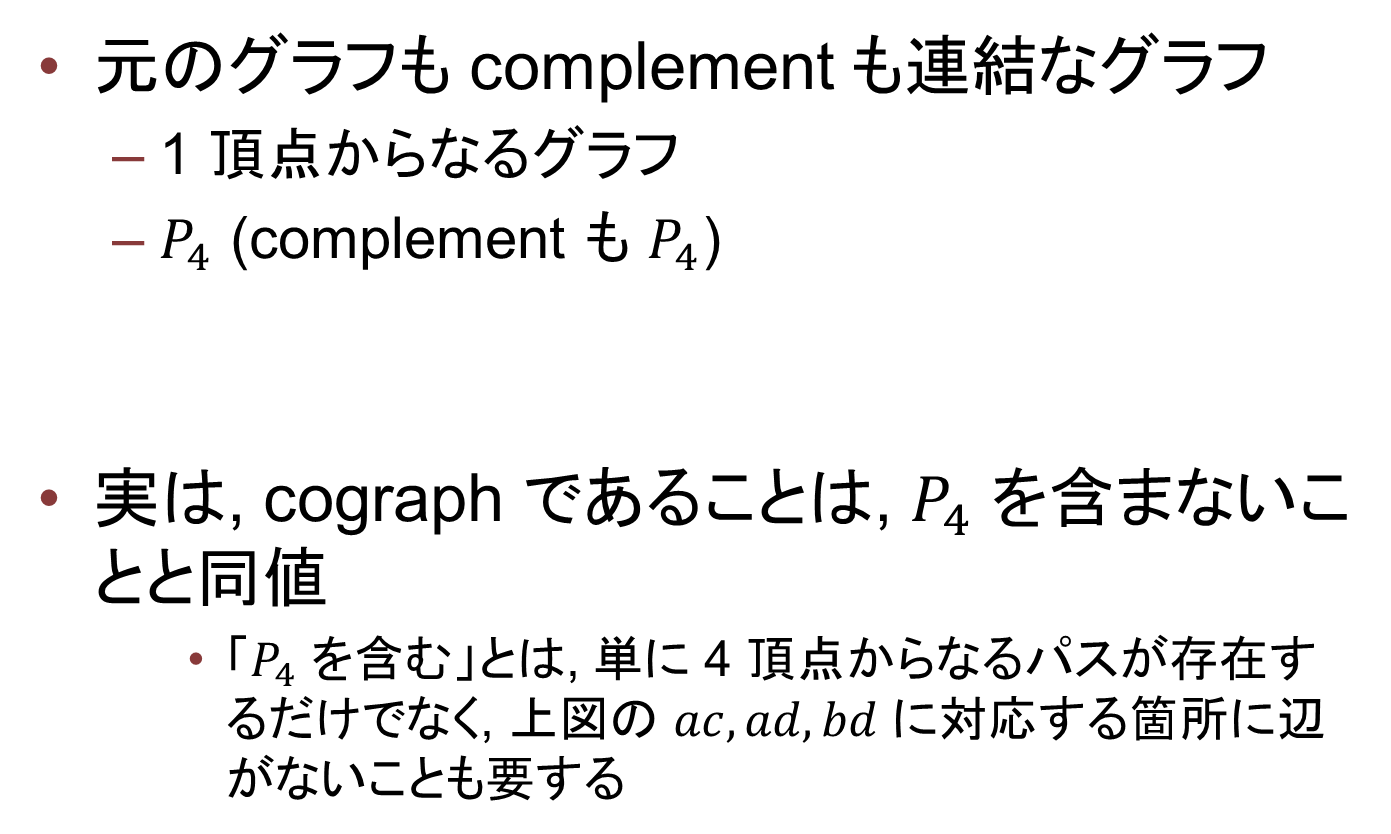 • 元のグラフも complement も連結なグラフ
– 1 頂点からなるグラフ
– 𝑃₄ (complement も 𝑃₄)
• 実は, cograph であることは, 𝑃₄ を含まないこ
とと同値
• 「𝑃₄ を含む」とは, 単に 4 頂点からなるパスが存在す
るだけでなく, 上図の 𝑎𝑐, 𝑎𝑑, 𝑏𝑑 に対応する箇所に辺
がないことも要する